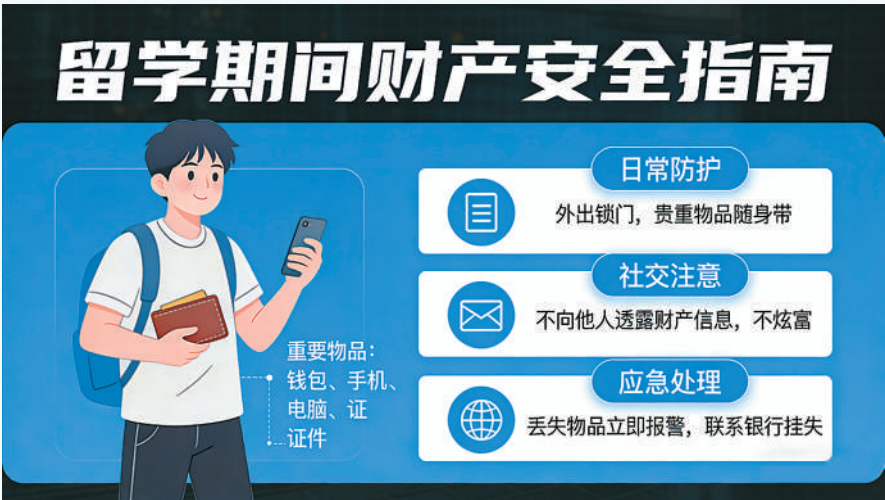 留学期间财产安全指南
日常防护
外出锁门，贵重物品随身带
社交注意
不向他人透露财产信息，不炫富
应急处理
丢失物品立即报警，联系银行挂失
重要物品：
钱包、手机、
电脑、证
证件